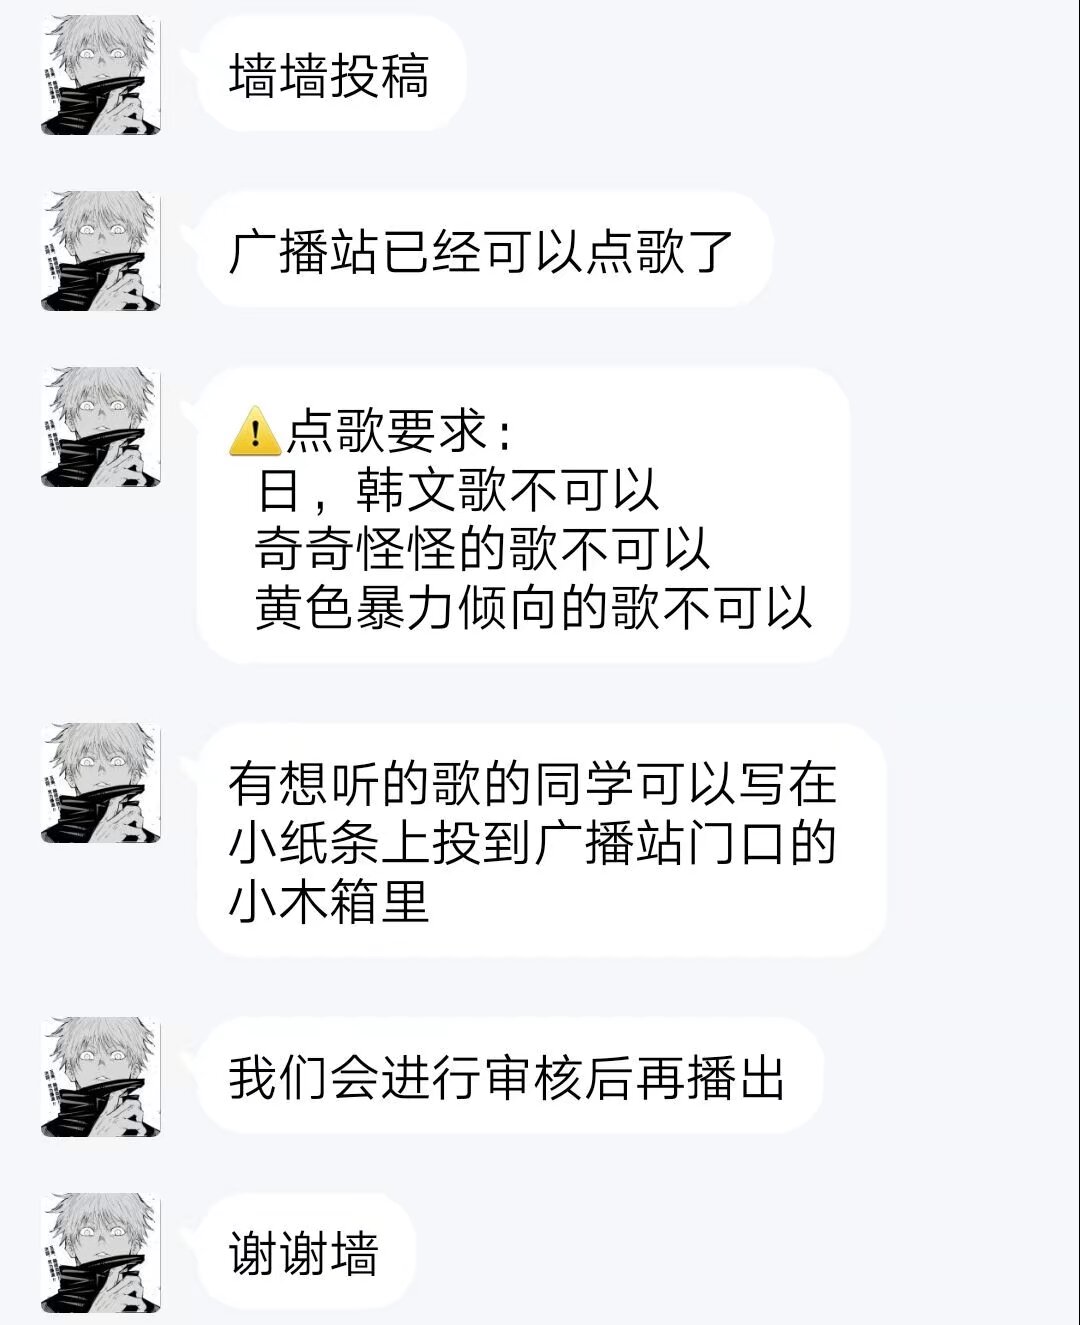 墙墙投稿
广播站已经可以点歌了
⚠️点歌要求：
日，韩文歌不可以
奇奇怪怪的歌不可以
黄色暴力倾向的歌不可以
有想听的歌的同学可以写在
小纸条上投到广播站门口的
小木箱里
我们会进行审核后再播出
谢谢墙